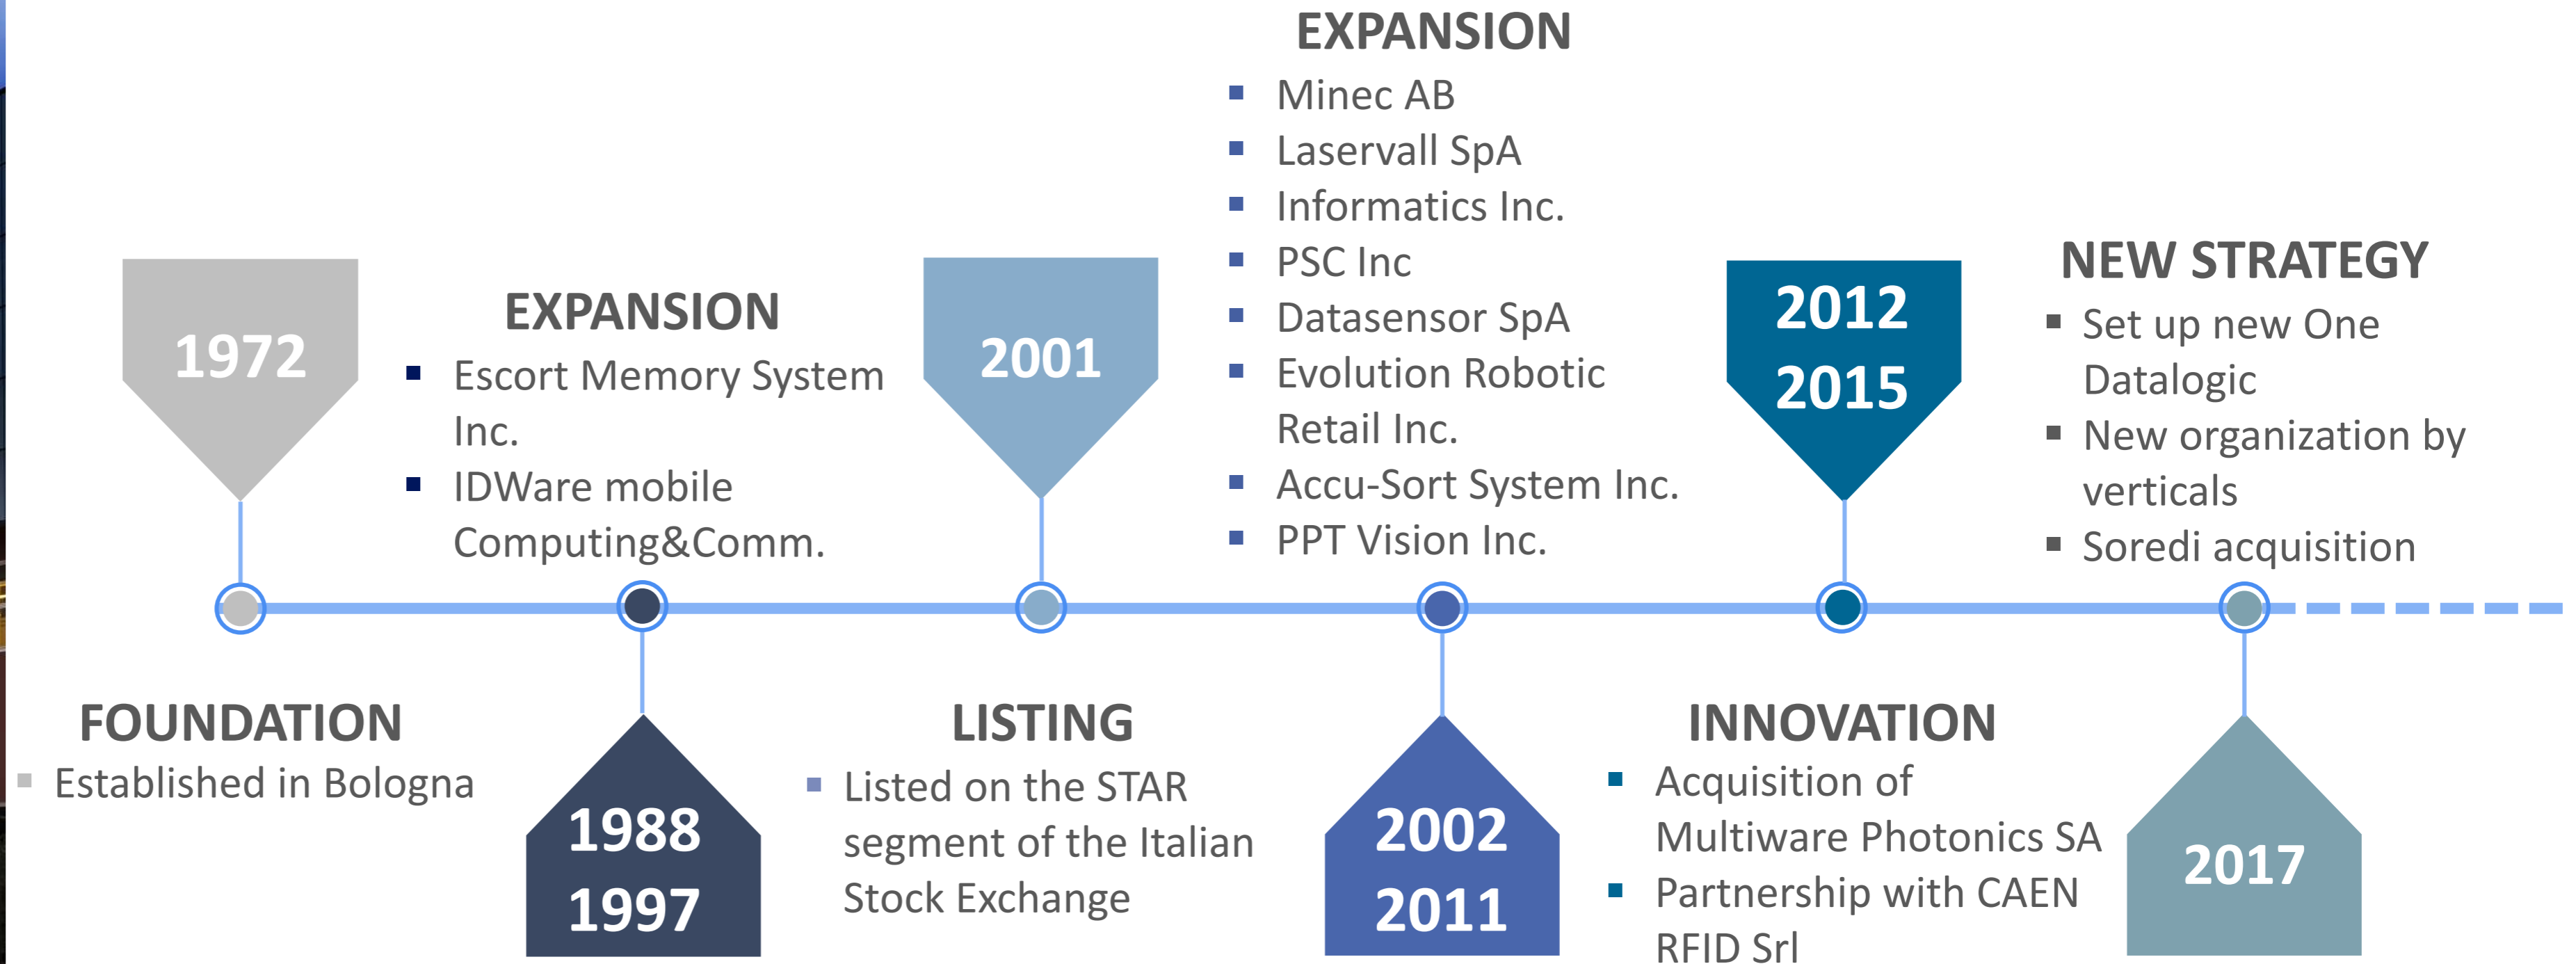 1972
FOUNDATION
Established in Bologna
EXPANSION
Escort Memory System
Inc.
IDWare mobile
Computing&Comm.
1988
1997
2001
LISTING
Listed on the STAR
segment of the Italian
Stock Exchange
EXPANSION
Minec AB
Laservall SpA
Informatics Inc.
PSC Inc
Datasensor SpA
Evolution Robotic
Retail Inc.
Accu-Sort System Inc.
PPT Vision Inc.
2002
2011
2012
2015
INNOVATION
Acquisition of
Multiware Photonics SA
Partnership with CAEN
RFID Srl
NEW STRATEGY
Set up new One
Datalogic
New organization by
verticals
Soredi acquisition
2017